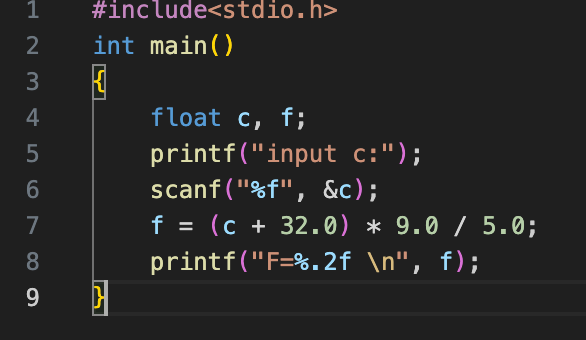 1 #include<stdio.h>
2 int main()
3 {
4     float c, f;
5     printf("input c:");
6     scanf("%f", &c);
7     f = (c + 32.0) * 9.0 / 5.0;
8     printf("F=%.2f \n", f);
9 }